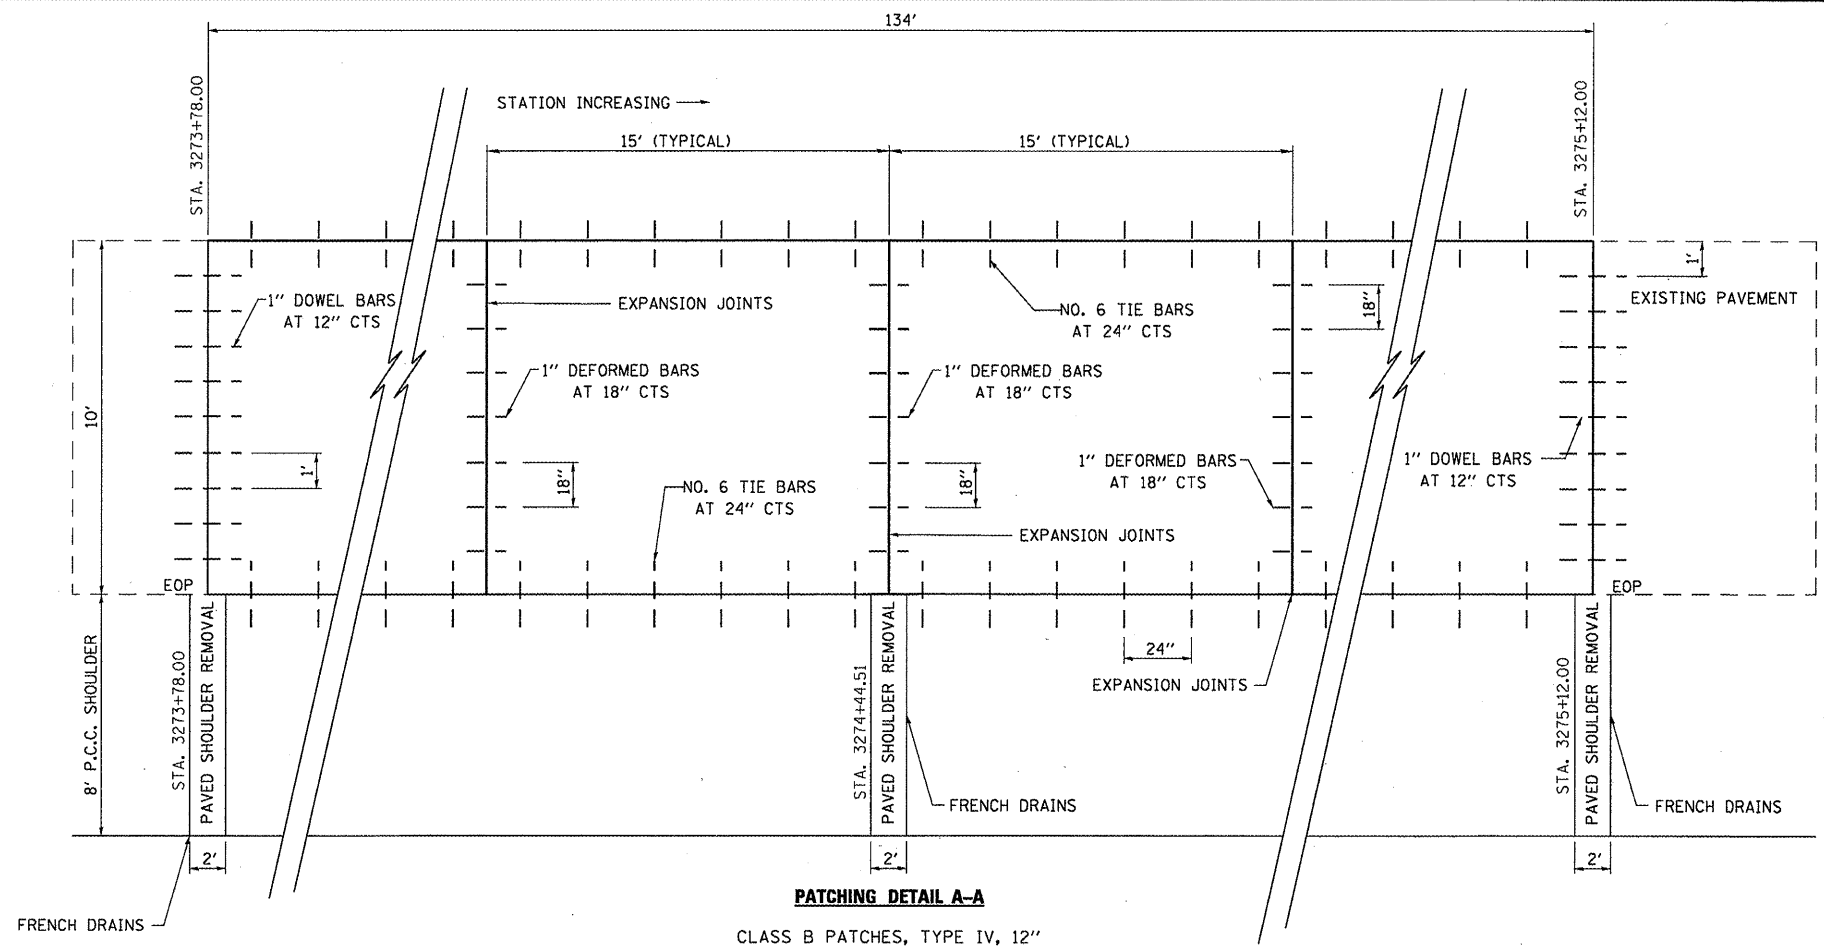 134'
STA. 3273+78.00
STATION INCREASING
15' (TYPICAL)
15' (TYPICAL)
STA. 3275+12.00
1" DOWEL BARS
AT 12" CTS
EXPANSION JOINTS
NO. 6 TIE BARS
AT 24" CTS
18"
1'
EXISTING PAVEMENT
1" DEFORMED BARS
AT 18" CTS
1" DEFORMED BARS
AT 18" CTS
10'
1'
18"
NO. 6 TIE BARS
AT 24" CTS
18"
1" DEFORMED BARS
AT 18" CTS
1" DOWEL BARS
AT 12" CTS
EXPANSION JOINTS
EOP
EOP
8' P.C.C. SHOULDER
STA. 3273+78.00
PAVED SHOULDER REMOVAL
STA. 3274+44.51
PAVED SHOULDER REMOVAL
24"
EXPANSION JOINTS
STA. 3275+12.00
PAVED SHOULDER REMOVAL
FRENCH DRAINS
FRENCH DRAINS
2'
2'
2'
FRENCH DRAINS
PATCHING DETAIL A-A
CLASS B PATCHES, TYPE IV, 12"